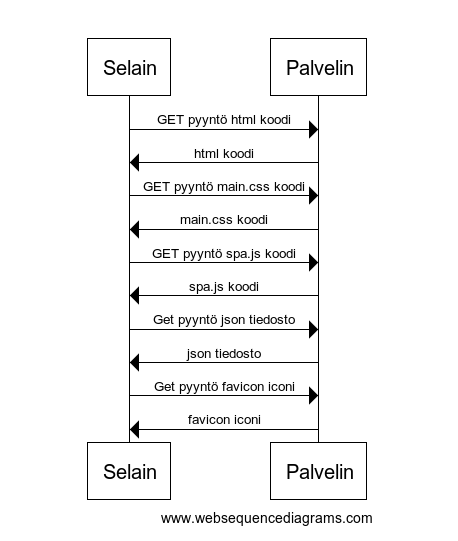 Selain
Palvelin
GET pyyntö html koodi
html koodi
GET pyyntö main.css koodi
main.css koodi
GET pyyntö spa.js koodi
spa.js koodi
Get pyyntö json tiedosto
json tiedosto
Get pyyntö favicon iconi
favicon iconi
Selain
Palvelin
www.websequencediagrams.com